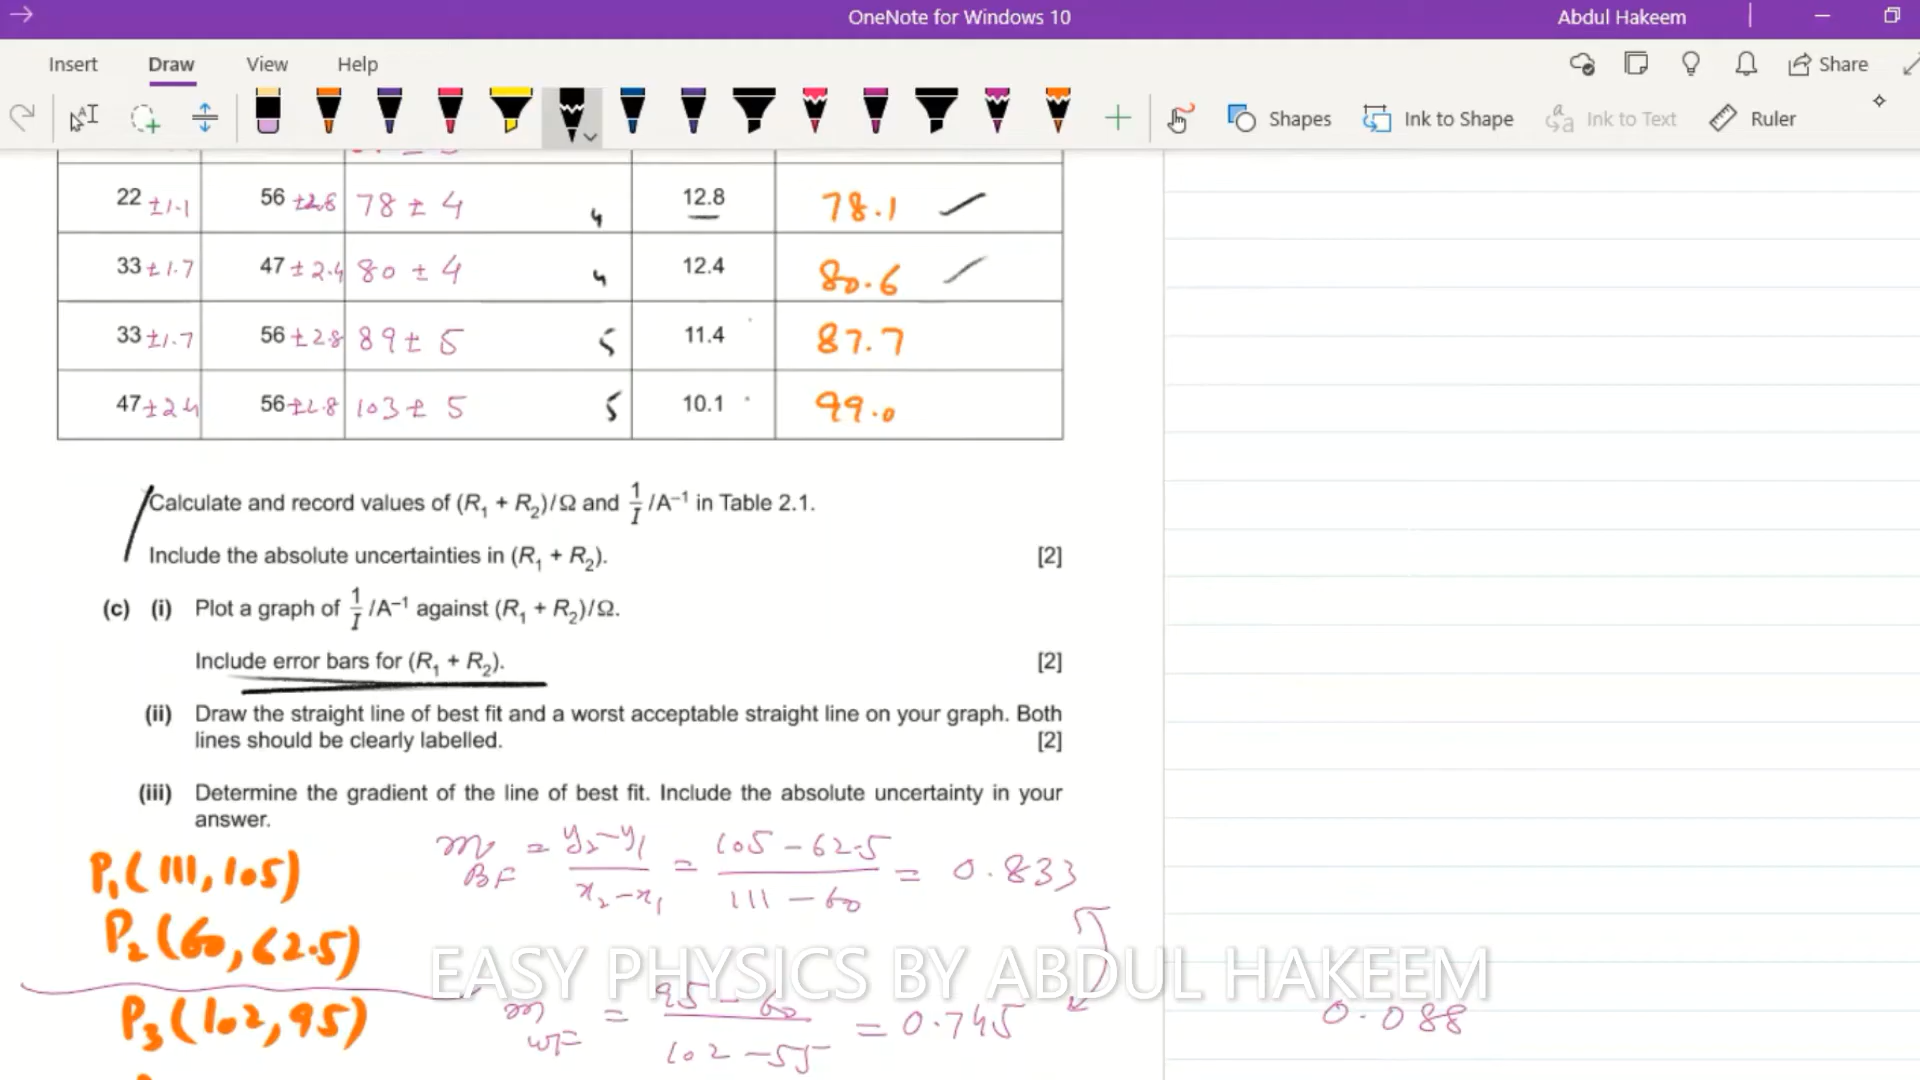 OneNote for Windows 10
Abdul Hakeem
Insert Draw View Help
Share
Shapes Ink to Shape Ink to Text Ruler
22 ±1.1 56 ±2.8 78 ± 4 4 12.8 78.1
33 ±1.7 47 ±2.4 80 ± 4 4 12.4 80.6
33 ±1.7 56 ±2.8 89 ± 5 5 11.4 87.7
47 ±24 56 ±2.8 103 ± 5 5 10.1 99.0
Calculate and record values of (R₁ + R₂)/Ω and 1/I /A⁻¹ in Table 2.1.
Include the absolute uncertainties in (R₁ + R₂). [2]
(c) (i) Plot a graph of 1/I /A⁻¹ against (R₁ + R₂)/Ω.
Include error bars for (R₁ + R₂). [2]
(ii) Draw the straight line of best fit and a worst acceptable straight line on your graph. Both
lines should be clearly labelled. [2]
(iii) Determine the gradient of the line of best fit. Include the absolute uncertainty in your
answer.
P₁(111, 105)
m BF = y₂-y₁ / x₂-x₁ = 105 - 62.5 / 111 - 60 = 0.833
P₂(60, 62.5)
EASY PHYSICS BY ABDUL HAKEEM
P₃(102, 95)
m WF = 95 - 60 / 102 - 55 = 0.745
0.088